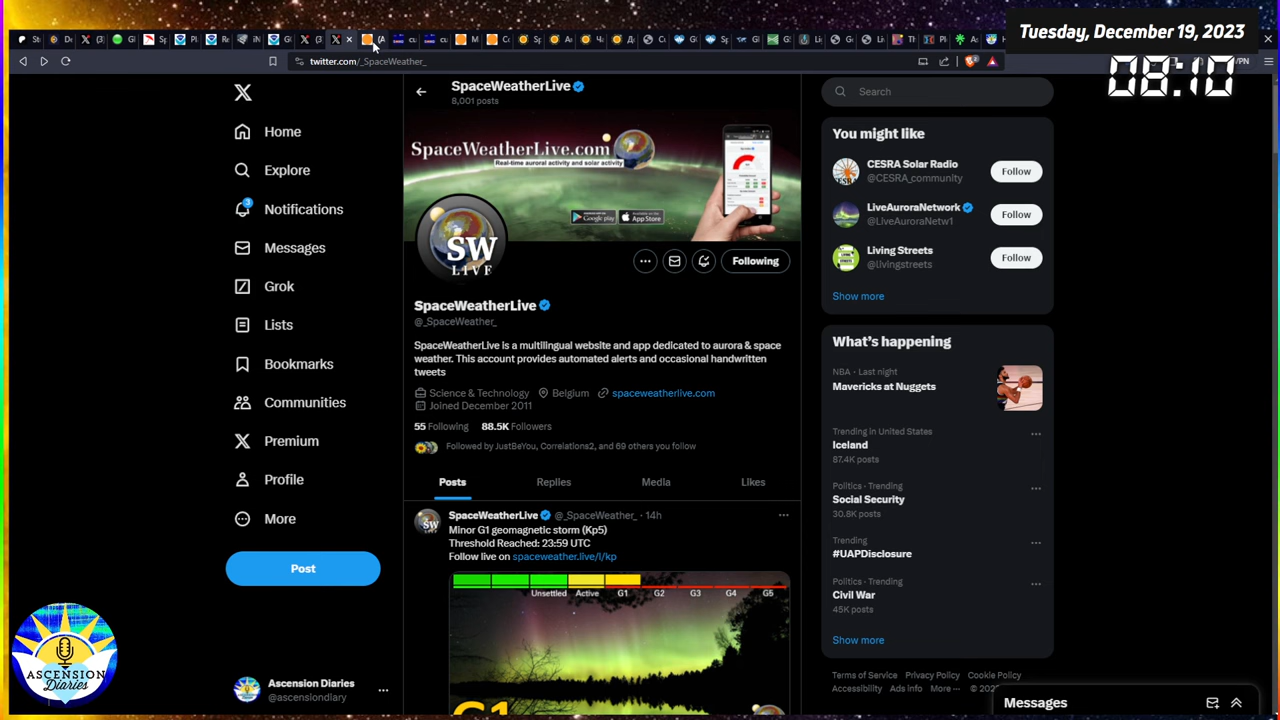 Tuesday, December 19, 2023
08:10
twitter.com/_SpaceWeather_
Home
Explore
3
Notifications
Messages
Grok
Lists
Bookmarks
Communities
Premium
Profile
More
Post
Ascension Diaries
@ascensiondlary
ASCENSION
Diaries
SpaceWeatherLive
8,001 posts
SpaceWeatherLive.com
Real-time auroral activity and solar activity
Google play
App Store
SW
LIVE
Following
SpaceWeatherLive
@_SpaceWeather_
SpaceWeatherLive is a multilingual website and app dedicated to aurora & space
weather. This account provides automated alerts and occasional handwritten
tweets
Science & Technology Belgium spaceweatherlive.com
Joined December 2011
55 Following 88.5K Followers
Followed by JustBeYou, Correlations2, and 69 others you follow
Posts Replies Media Likes
SpaceWeatherLive @_SpaceWeather_ · 14h
Minor G1 geomagnetic storm (Kp5)
Threshold Reached: 23:59 UTC
Follow live on spaceweather.live/l/kp
Unsettled Active G1 G2 G3 G4 G5
G1
Search
You might like
CESRA Solar Radio
@CESRA_community
Follow
LiveAuroraNetwork
@LiveAuroraNetw1
Follow
Living Streets
@livingstreets
Follow
Show more
What's happening
NBA · Last night
Mavericks at Nuggets
Trending in United States
Iceland
87.4K posts
Politics · Trending
Social Security
30.8K posts
Trending
#UAPDisclosure
Politics · Trending
Civil War
45K posts
Show more
Terms of Service Privacy Policy Cookie Policy
Accessibility Ads info More
Messages